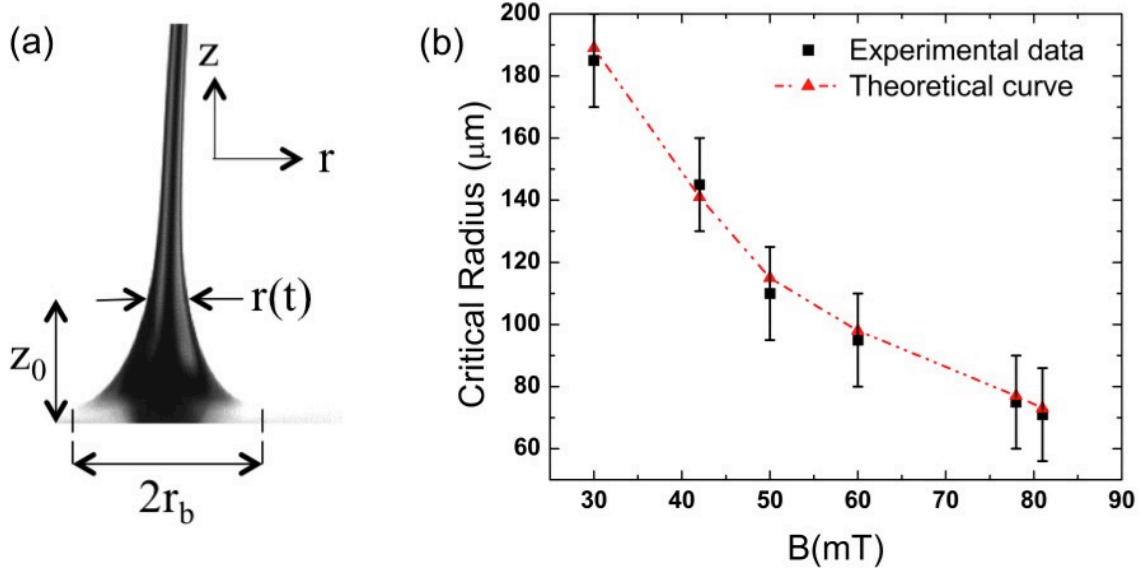 (a)
z
r
r(t)
z₀
2r_b
(b)
Experimental data
Theoretical curve
Critical Radius (μm)
200
180
160
140
120
100
80
60
30
40
50
60
70
80
90
B(mT)